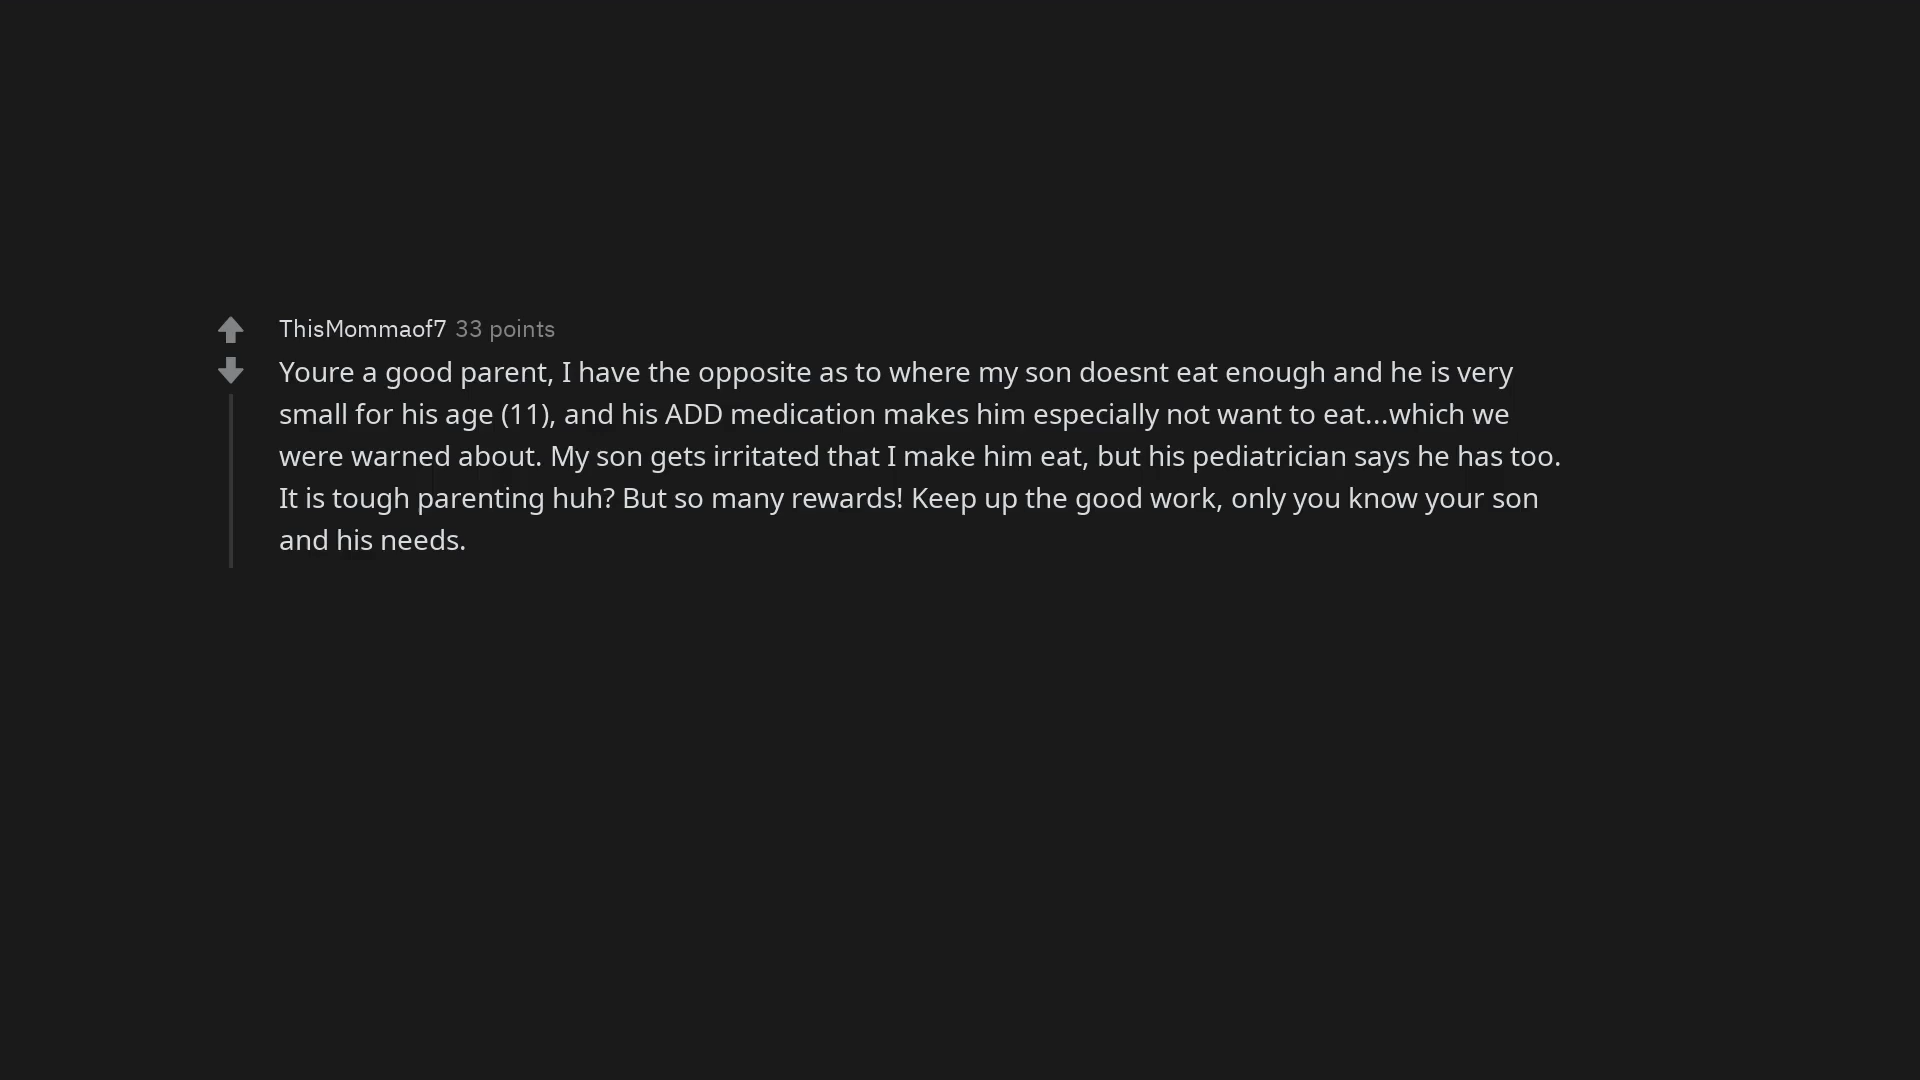 ThisMommaof7 33 points
Youre a good parent, I have the opposite as to where my son doesnt eat enough and he is very
small for his age (11), and his ADD medication makes him especially not want to eat...which we
were warned about. My son gets irritated that I make him eat, but his pediatrician says he has too.
It is tough parenting huh? But so many rewards! Keep up the good work, only you know your son
and his needs.